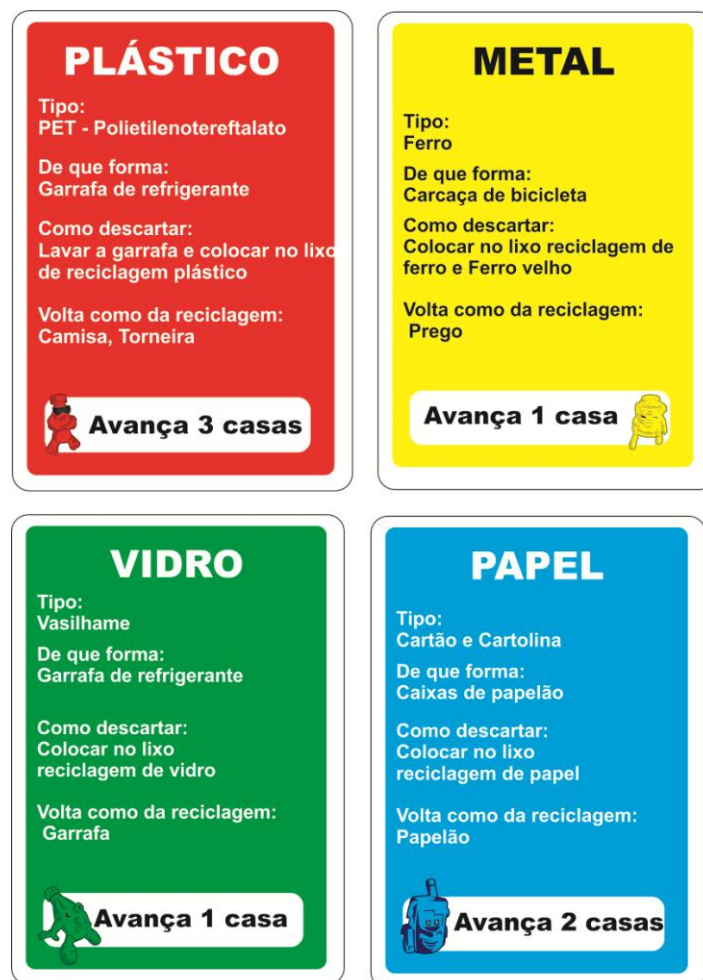 PLÁSTICO
Tipo:
PET - Polietilenotereftalato
De que forma:
Garrafa de refrigerante
Como descartar:
Lavar a garrafa e colocar no lixo
de reciclagem plástico
Volta como da reciclagem:
Camisa, Torneira
Avança 3 casas
METAL
Tipo:
Ferro
De que forma:
Carcaça de bicicleta
Como descartar:
Colocar no lixo reciclagem de
ferro e Ferro velho
Volta como da reciclagem:
Prego
Avança 1 casa
VIDRO
Tipo:
Vasilhame
De que forma:
Garrafa de refrigerante
Como descartar:
Colocar no lixo
reciclagem de vidro
Volta como da reciclagem:
Garrafa
Avança 1 casa
PAPEL
Tipo:
Cartão e Cartolina
De que forma:
Caixas de papelão
Como descartar:
Colocar no lixo
reciclagem de papel
Volta como da reciclagem:
Papelão
Avança 2 casas